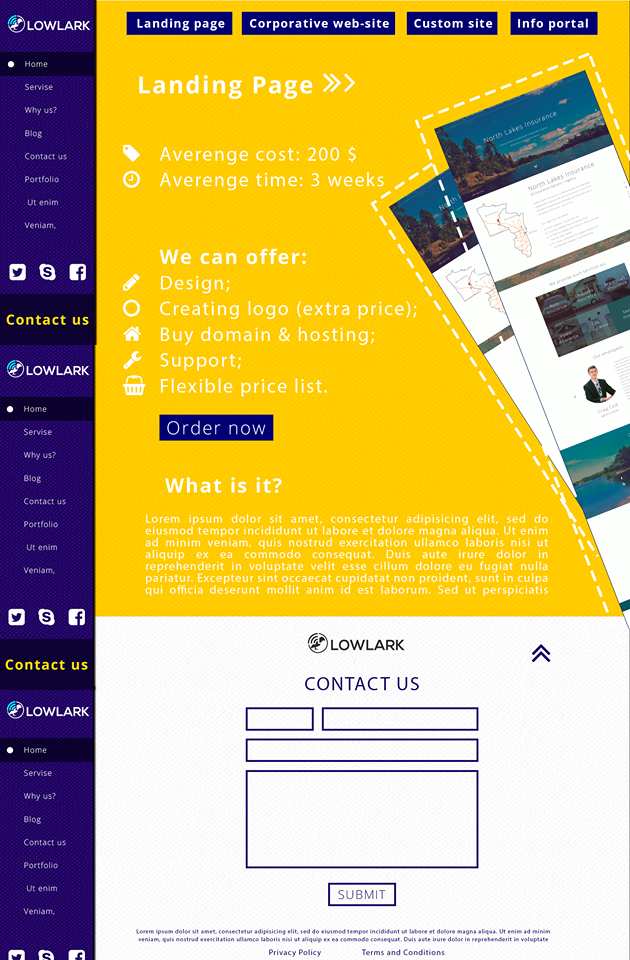 LOWLARK
Home
Servise
Why us?
Blog
Contact us
Portfolio
Ut enim
Veniam,
Contact us
LOWLARK
Home
Servise
Why us?
Blog
Contact us
Portfolio
Ut enim
Veniam,
Contact us
LOWLARK
Home
Servise
Why us?
Blog
Contact us
Portfolio
Ut enim
Veniam,
Landing page Corporative web-site Custom site Info portal
Landing Page
Averenge cost: 200 $
Averenge time: 3 weeks
We can offer:
Design;
Creating logo (extra price);
Buy domain & hosting;
Support;
Flexible price list.
Order now
North Lakes Insurance
North Lakes Insurance
We provide such services as:
Our employees
What is it?
Lorem ipsum dolor sit amet, consectetur adipisicing elit, sed do
eiusmod tempor incididunt ut labore et dolore magna aliqua. Ut enim
ad minim veniam, quis nostrud exercitation ullamco laboris nisi ut
aliquip ex ea commodo consequat. Duis aute irure dolor in
reprehenderit in voluptate velit esse cillum dolore eu fugiat nulla
pariatur. Excepteur sint occaecat cupidatat non proident, sunt in culpa
qui officia deserunt mollit anim id est laborum. Sed ut perspiciatis
LOWLARK
CONTACT US
SUBMIT
Lorem ipsum dolor sit amet, consectetur adipisicing elit, sed do eiusmod tempor incididunt ut labore et dolore magna aliqua. Ut enim ad minim
veniam, quis nostrud exercitation ullamco laboris nisi ut aliquip ex ea commodo consequat. Duis aute irure dolor in reprehenderit in voluptate
Privacy Policy Terms and Conditions